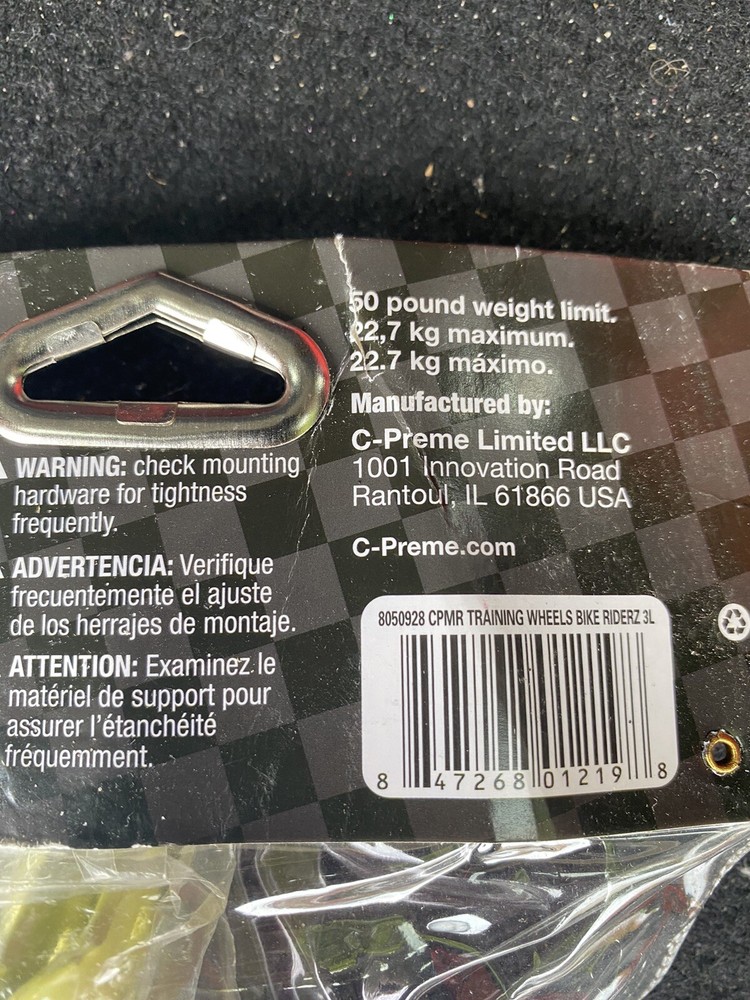 50 pound weight limit.
22,7 kg maximum.
22.7 kg máximo.
Manufactured by:
C-Preme Limited LLC
1001 Innovation Road
Rantoul, IL 61866 USA
C-Preme.com
WARNING: check mounting
hardware for tightness
frequently.
ADVERTENCIA: Verifique
frecuentemente el ajuste
de los herrajes de montaje.
ATTENTION: Examinez le
matériel de support pour
assurer l'étanchéité
fréquemment.
8050928 CPMR TRAINING WHEELS BIKE RIDERZ 3L
8 47268 01219 8